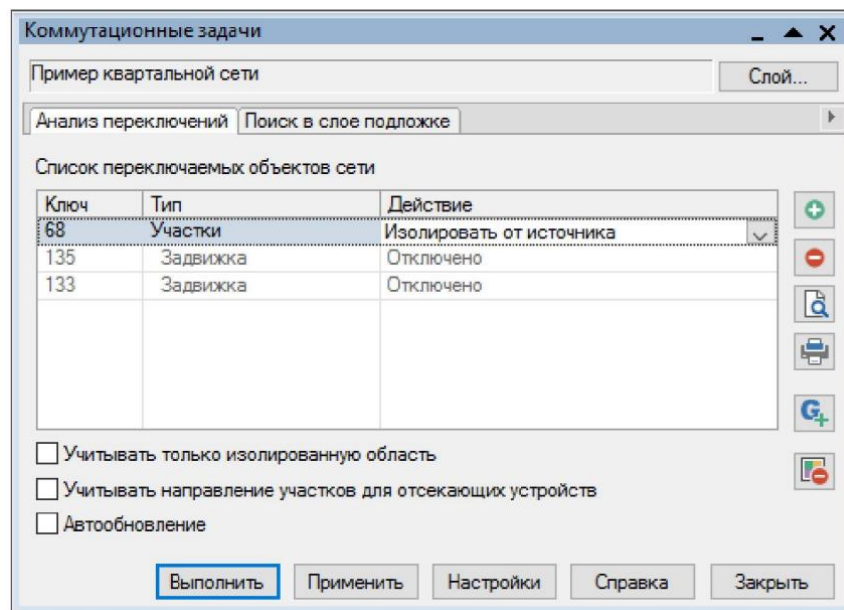 Коммутационные задачи
Пример квартальной сети Слой...
Анализ переключений Поиск в слое подложке
Список переключаемых объектов сети
Ключ Тип Действие
68 Участки Изолировать от источника
135 Задвижка Отключено
133 Задвижка Отключено
Учитывать только изолированную область
Учитывать направление участков для отсекающих устройств
Автообновление
Выполнить Применить Настройки Справка Закрыть